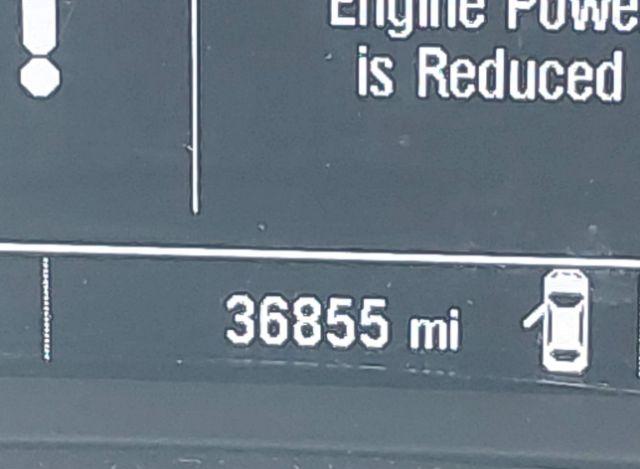 Engine Powe
is Reduced
36855 mi